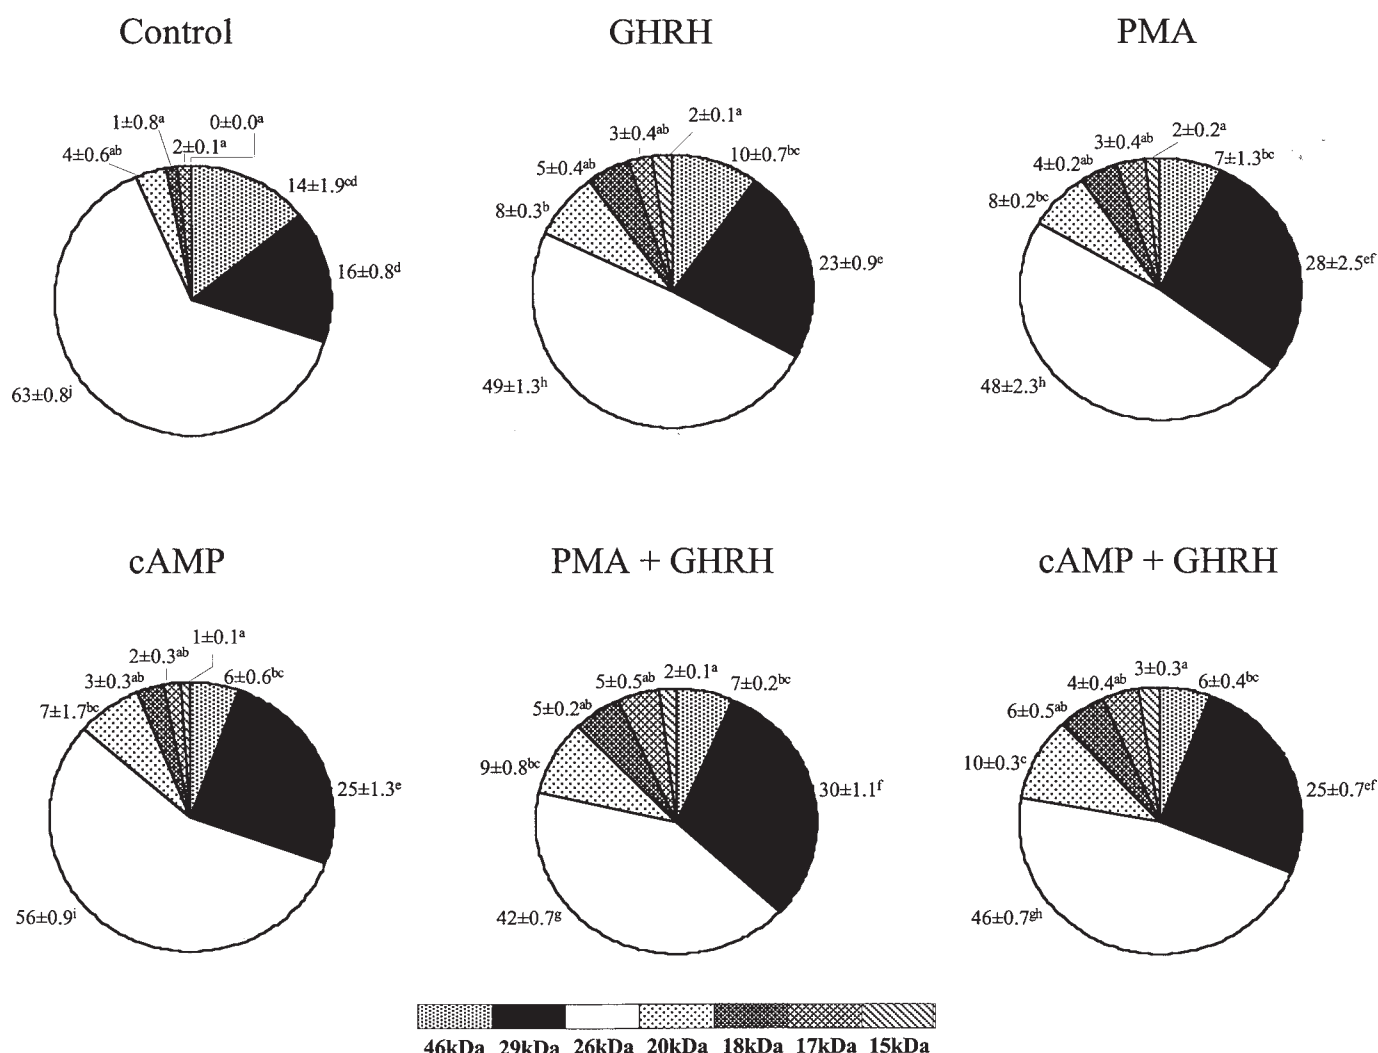 Control
GHRH
PMA
1±0.8ᵃ
0±0.0ᵃ
4±0.6ᵃᵇ
2±0.1ᵃ
14±1.9ᶜᵈ
16±0.8ᵈ
63±0.8ʲ
2±0.1ᵃ
3±0.4ᵃᵇ
10±0.7ᵇᶜ
5±0.4ᵃᵇ
8±0.3ᵇ
23±0.9ᵉ
49±1.3ʰ
2±0.2ᵃ
3±0.4ᵃᵇ
7±1.3ᵇᶜ
4±0.2ᵃᵇ
8±0.2ᵇᶜ
28±2.5ᵉᶠ
48±2.3ʰ
cAMP
PMA + GHRH
cAMP + GHRH
1±0.1ᵃ
2±0.3ᵃᵇ
3±0.3ᵃᵇ
6±0.6ᵇᶜ
7±1.7ᵇᶜ
25±1.3ᵉ
56±0.9ⁱ
2±0.1ᵃ
5±0.5ᵃᵇ
7±0.2ᵇᶜ
5±0.2ᵃᵇ
9±0.8ᵇᶜ
30±1.1ᶠ
42±0.7ᵍ
3±0.3ᵃ
4±0.4ᵃᵇ
6±0.4ᵇᶜ
6±0.5ᵃᵇ
10±0.3ᶜ
25±0.7ᵉᶠ
46±0.7ᵍʰ
46kDa 29kDa 26kDa 20kDa 18kDa 17kDa 15kDa